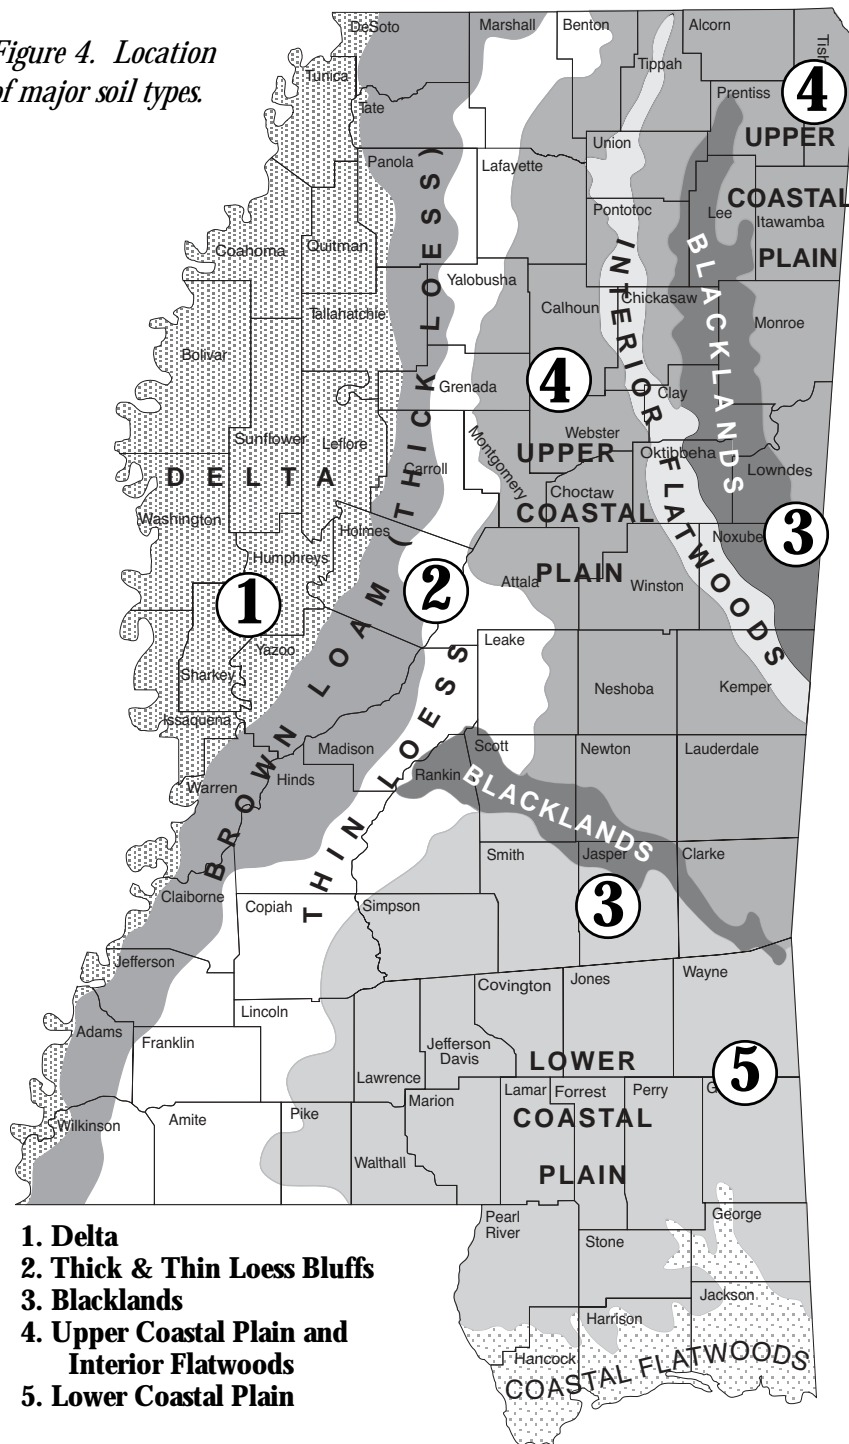 Figure 4. Location
of major soil types.
DeSoto
Marshall
Benton
Alcorn
Tippah
Tunica
Tate
Prentiss
4
Union
UPPER
Panola
Lafayette
COASTAL
Pontotoc
Lee
Itawamba
Coahoma
Quitman
PLAIN
Yalobusha
Chickasaw
Calhoun
Tallahatchie
Monroe
Bolivar
4
Grenada
Clay
Webster
Sunflower
Leflore
Montgomery
UPPER
Oktibbeha
Carroll
Lowndes
DELTA
Choctaw
COASTAL
Washington
Holmes
Noxube
3
Humphreys
PLAIN
Attala
Winston
1
2
BROWN LOAM (THICK LOESS)
THIN LOESS
INTERIOR FLATWOODS
BLACKLANDS
Leake
Yazoo
Sharkey
Neshoba
Kemper
Issaquena
Madison
Scott
Newton
Lauderdale
Warren
Hinds
Rankin
BLACKLANDS
Smith
Jasper
Clarke
Claiborne
Copiah
Simpson
3
Jefferson
Covington
Jones
Wayne
Lincoln
Adams
Franklin
Jefferson
Davis
LOWER
5
Lawrence
Marion
Lamar
Forrest
Perry
Wilkinson
Amite
Pike
COASTAL
Walthall
PLAIN
Pearl
River
George
Stone
Jackson
Harrison
Hancock
COASTAL FLATWOODS
1. Delta
2. Thick & Thin Loess Bluffs
3. Blacklands
4. Upper Coastal Plain and
Interior Flatwoods
5. Lower Coastal Plain